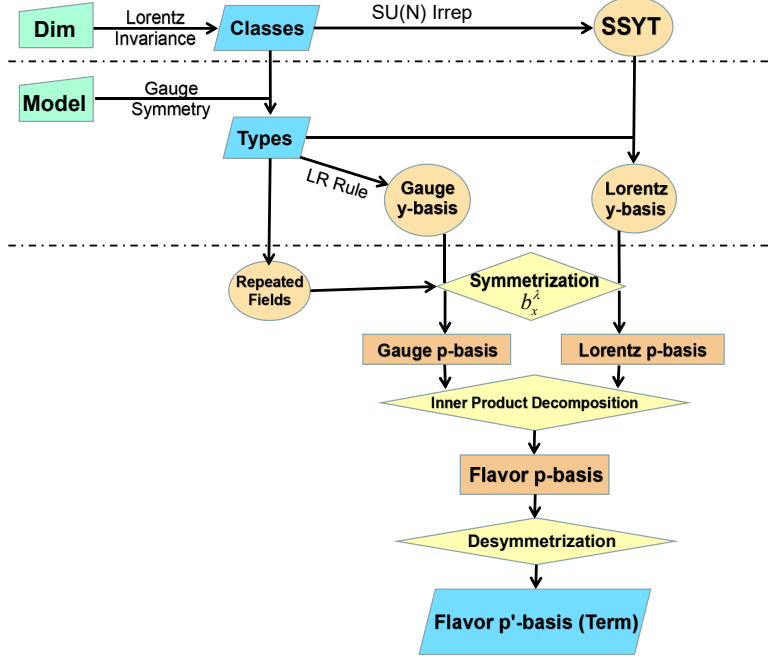 Dim
Lorentz
Invariance
Classes
SU(N) Irrep
SSYT
Model
Gauge
Symmetry
Types
LR Rule
Gauge
y-basis
Lorentz
y-basis
Repeated
Fields
Symmetrization
b_x^λ
Gauge p-basis
Lorentz p-basis
Inner Product Decomposition
Flavor p-basis
Desymmetrization
Flavor p'-basis (Term)